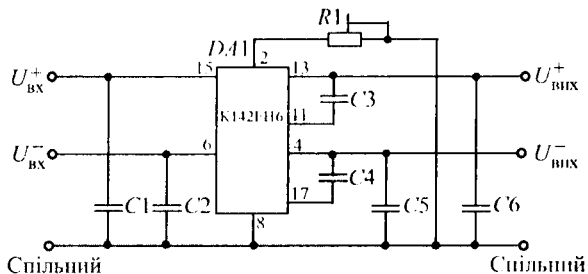 R1
DA1
2
U⁺вх
15
13
U⁺вих
C3
К142ЕН6
11
U⁻вх
6
4
U⁻вих
C4
17
C1
C2
C5
C6
8
Спільний
Спільний